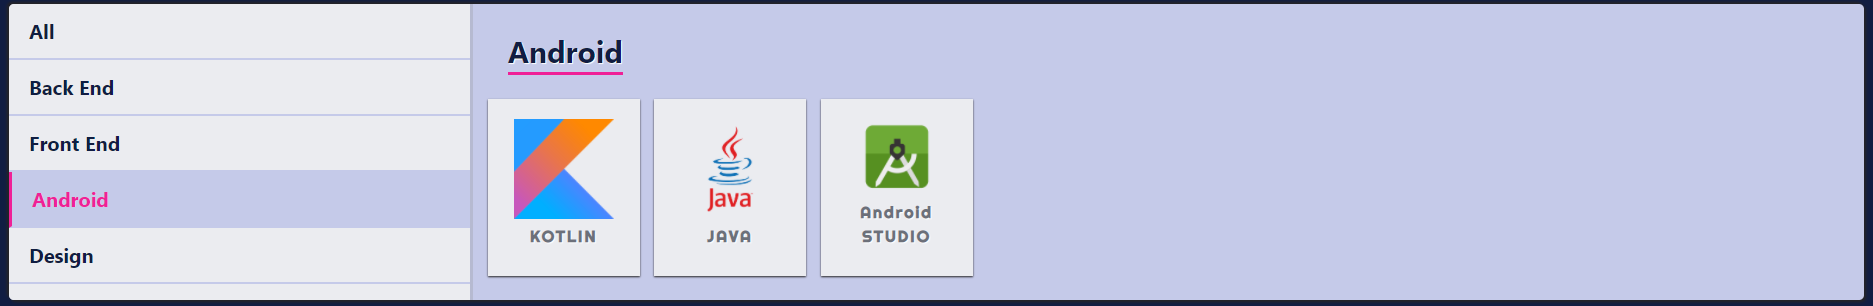 All
Back End
Front End
Android
Design
Android
KOTLIN
Java
JAVA
Android
STUDIO